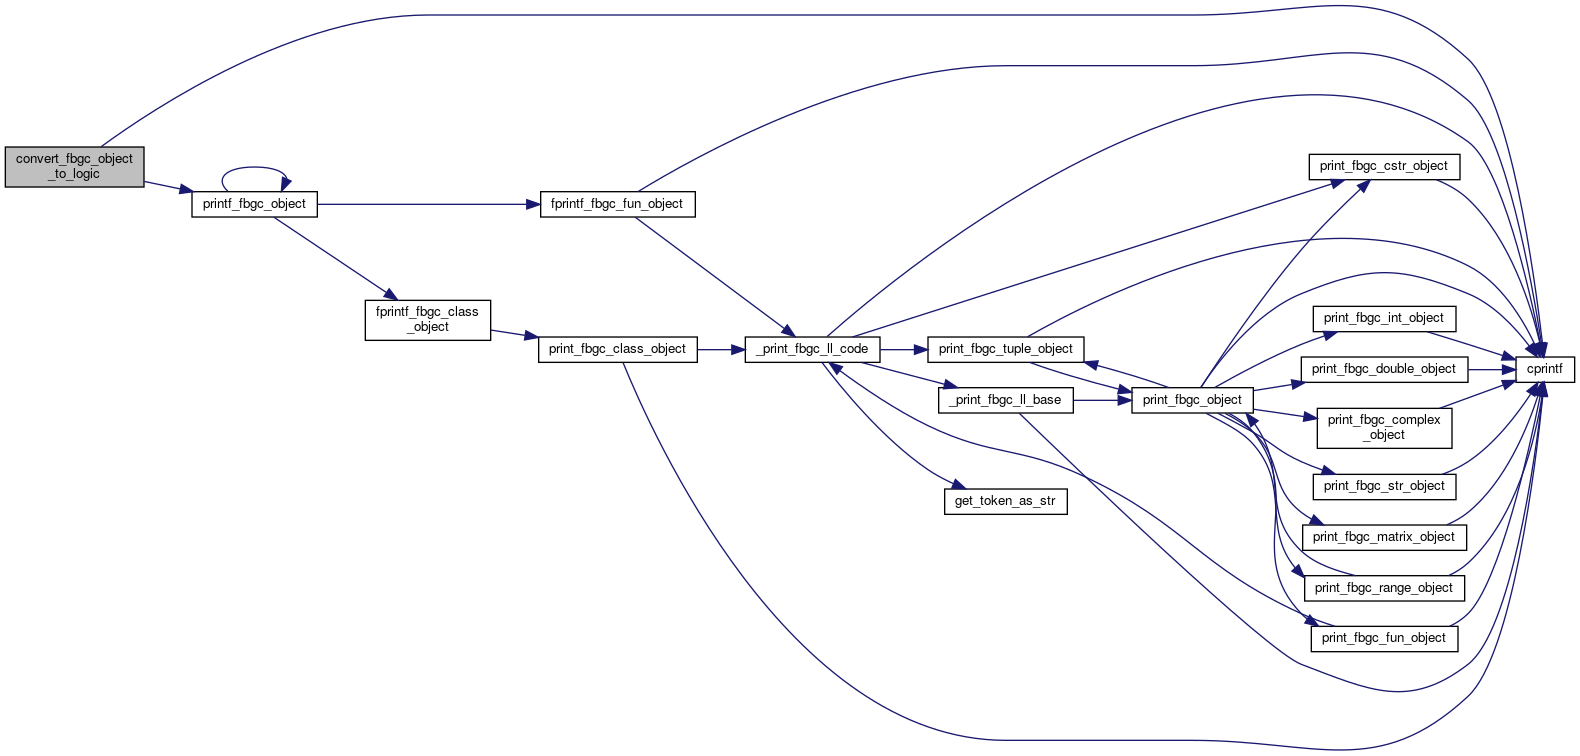 convert_fbgc_object
_to_logic
printf_fbgc_object
fprintf_fbgc_fun_object
fprintf_fbgc_class
_object
print_fbgc_class_object
_print_fbgc_ll_code
print_fbgc_tuple_object
_print_fbgc_ll_base
get_token_as_str
print_fbgc_object
print_fbgc_cstr_object
print_fbgc_int_object
print_fbgc_double_object
print_fbgc_complex
_object
print_fbgc_str_object
print_fbgc_matrix_object
print_fbgc_range_object
print_fbgc_fun_object
cprintf